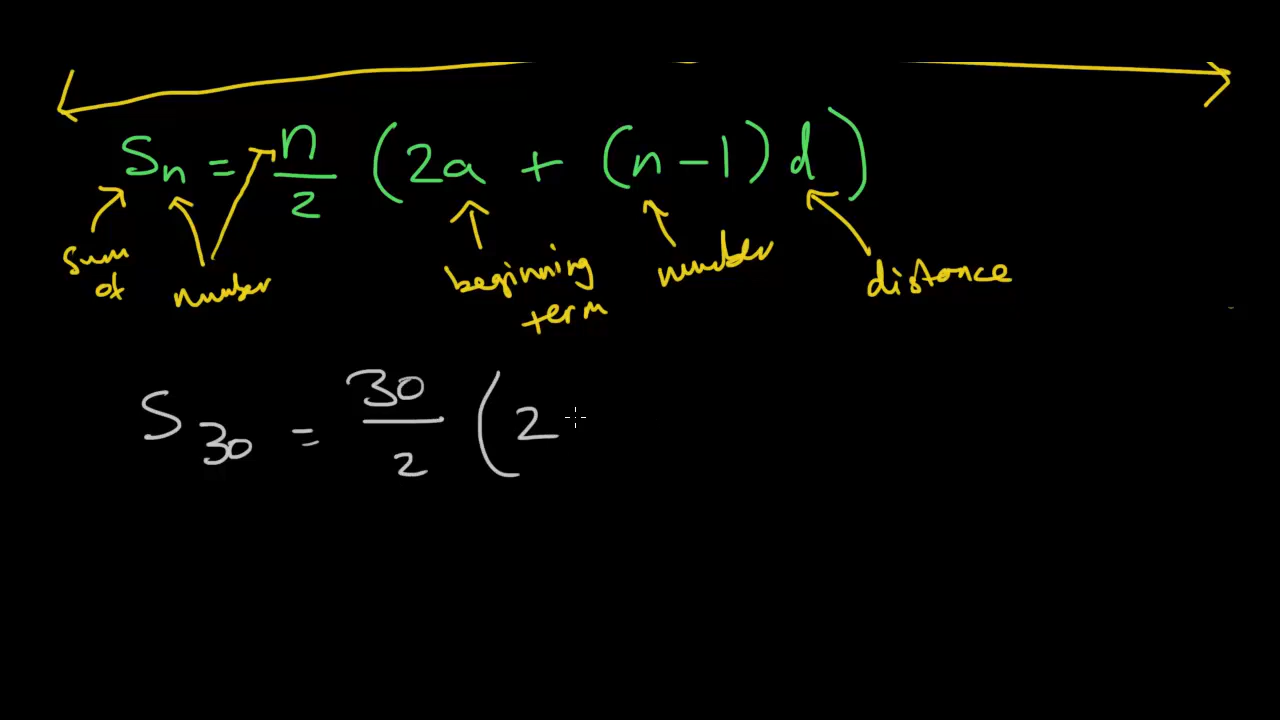 Sn = n/2 (2a + (n-1)d)
sum of number beginning term number distance
S30 = 30/2 (2